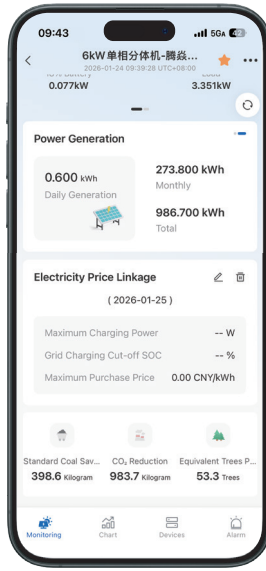 09:43
5GA 62
6kW单相分体机-腾焱...
2026-01-24 09:39:28 UTC+08:00
0.077kW
3.351kW
Power Generation
0.600 kWh
Daily Generation
273.800 kWh
Monthly
986.700 kWh
Total
Electricity Price Linkage
( 2026-01-25 )
Maximum Charging Power
-- W
Grid Charging Cut-off SOC
-- %
Maximum Purchase Price
0.00 CNY/kWh
Standard Coal Sav...
CO₂ Reduction
Equivalent Trees P...
398.6 Kilogram
983.7 Kilogram
53.3 Trees
Monitoring
Chart
Devices
Alarm